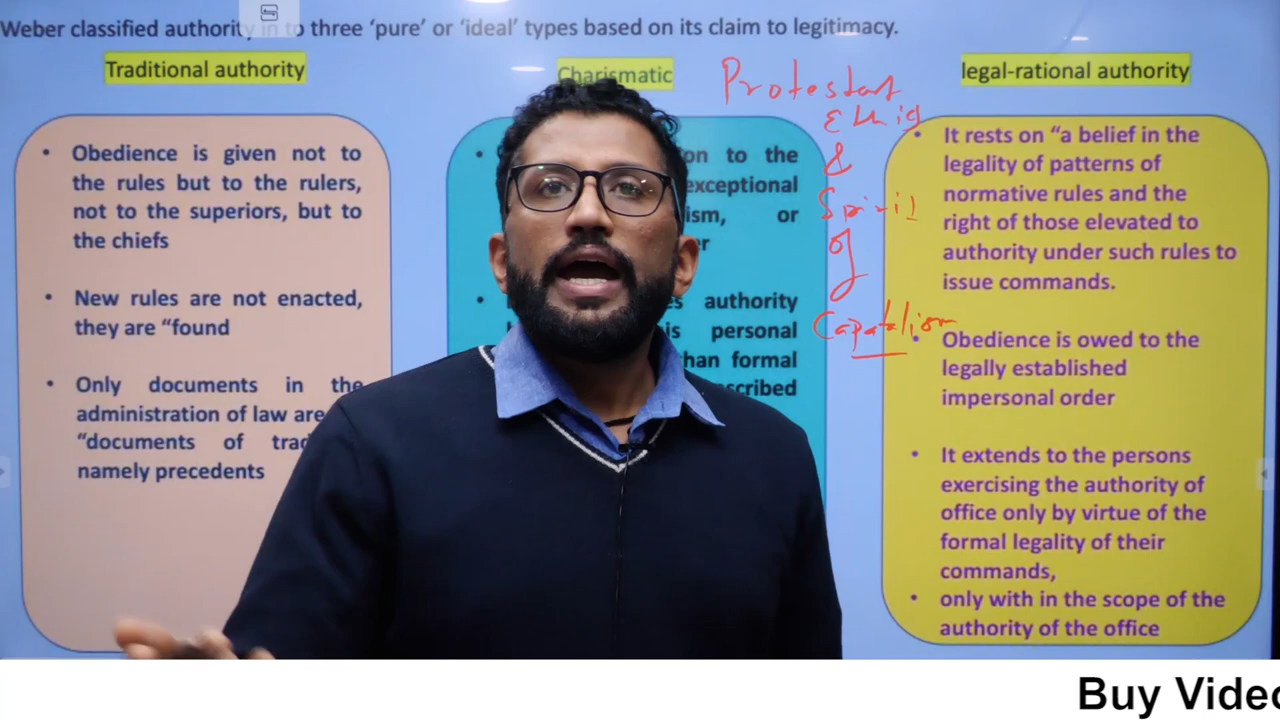 Weber classified authority in to three ‘pure’ or ‘ideal’ types based on its claim to legitimacy.
Traditional authority
• Obedience is given not to
the rules but to the rulers,
not to the superiors, but to
the chiefs
• New rules are not enacted,
they are “found
• Only documents in the
administration of law are
“documents of
namely precedents
Charismatic
on to the
exceptional
ism, or
authority
personal
than formal
Protestant
Ethics
&
Spirit
of
Capatalism
legal-rational authority
• It rests on “a belief in the
legality of patterns of
normative rules and the
right of those elevated to
authority under such rules to
issue commands.
• Obedience is owed to the
legally established
impersonal order
• It extends to the persons
exercising the authority of
office only by virtue of the
formal legality of their
commands,
• only with in the scope of the
authority of the office
Buy Video